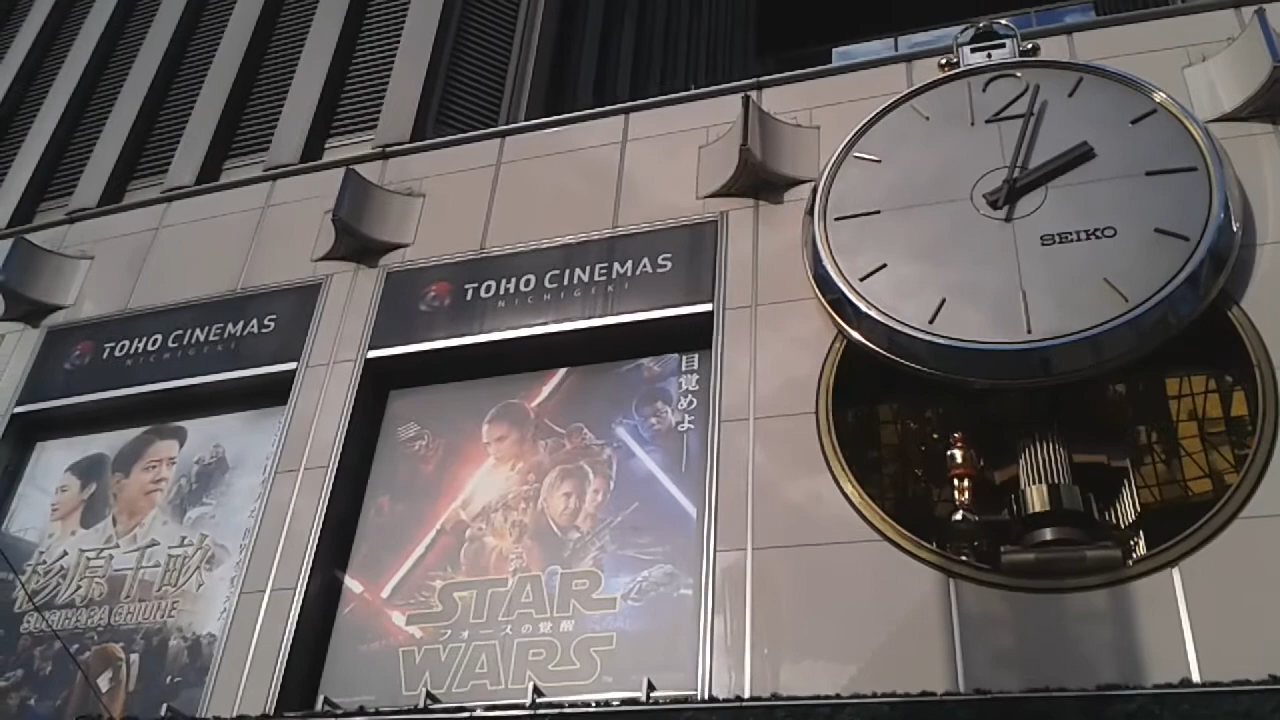 2
SEIKO
TOHO CINEMAS
NICHIGEKI
TOHO CINEMAS
NICHIGEKI
目覚めよ——
杉原千畝
SUGIHARA CHIUNE
STAR
フォースの覚醒
WARS